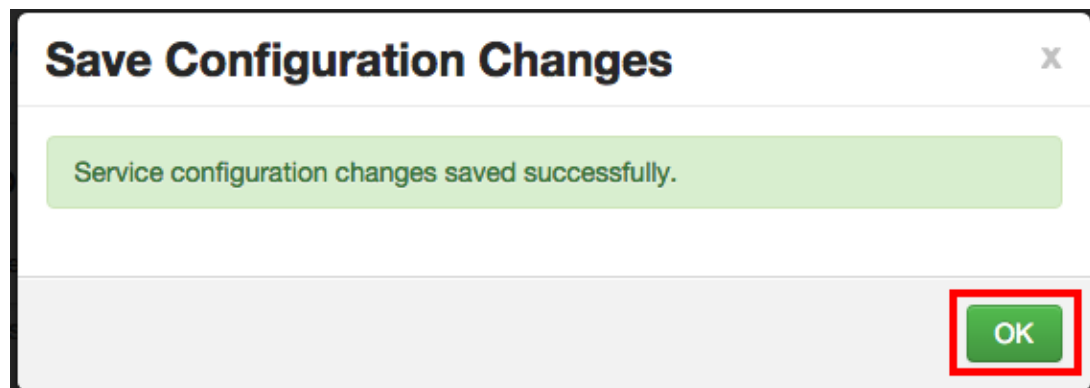 Save Configuration Changes
x
Service configuration changes saved successfully.
OK